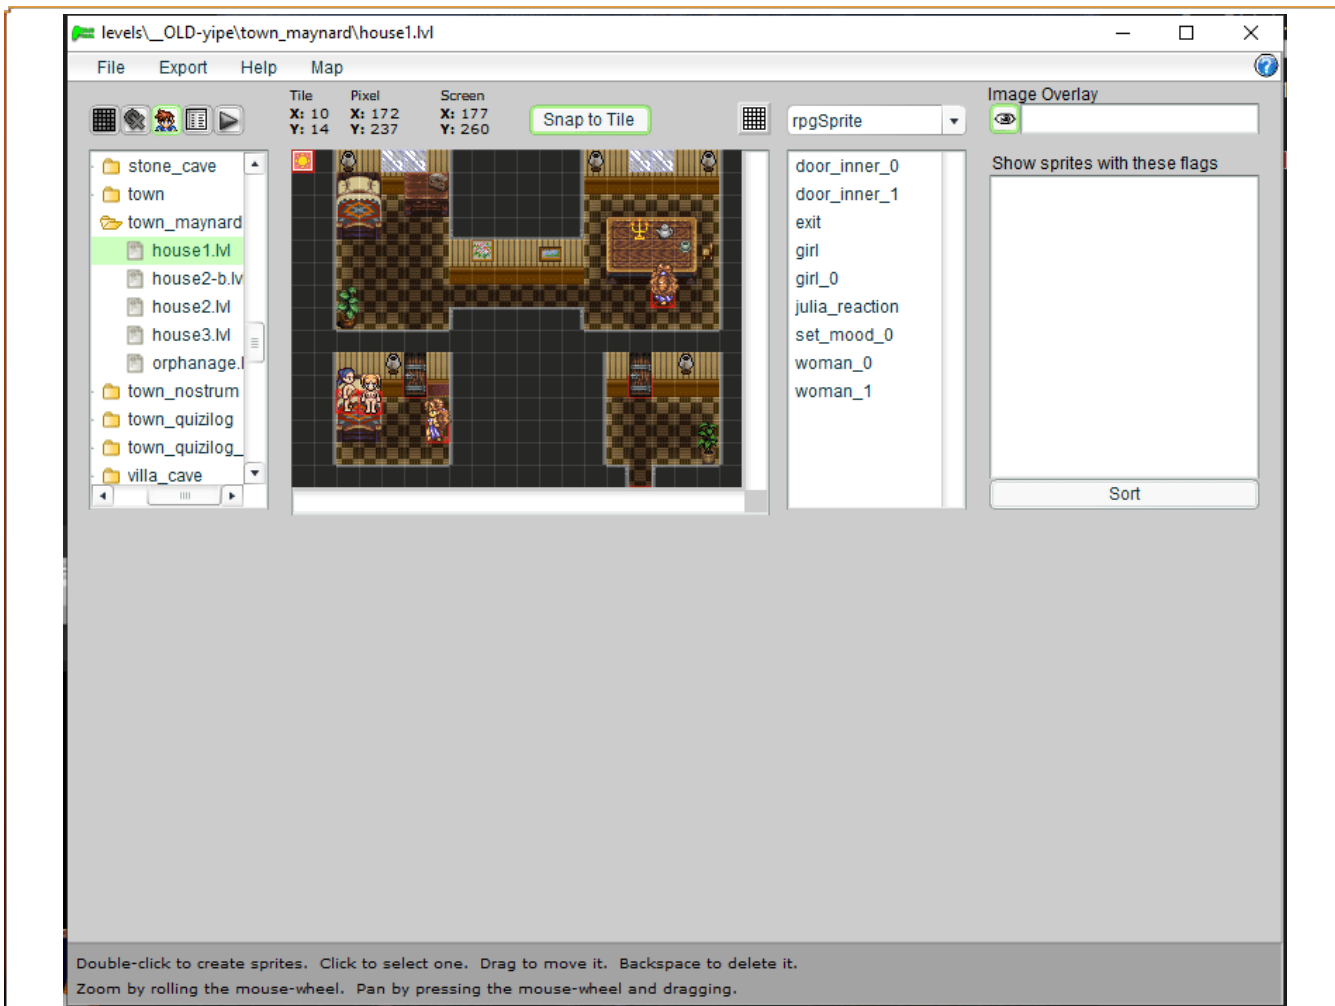 levels\__OLD-yipe\town_maynard\house1.lvl
File Export Help Map
Tile Pixel Screen
X: 10 X: 172 X: 177
Y: 14 Y: 237 Y: 260
Snap to Tile
rpgSprite
Image Overlay
stone_cave
town
town_maynard
house1.lvl
house2-b.lv
house2.lvl
house3.lvl
orphanage.l
town_nostrum
town_quizilog
town_quizilog_
villa_cave
door_inner_0
door_inner_1
exit
girl
girl_0
julia_reaction
set_mood_0
woman_0
woman_1
Show sprites with these flags
Sort
Double-click to create sprites. Click to select one. Drag to move it. Backspace to delete it.
Zoom by rolling the mouse-wheel. Pan by pressing the mouse-wheel and dragging.